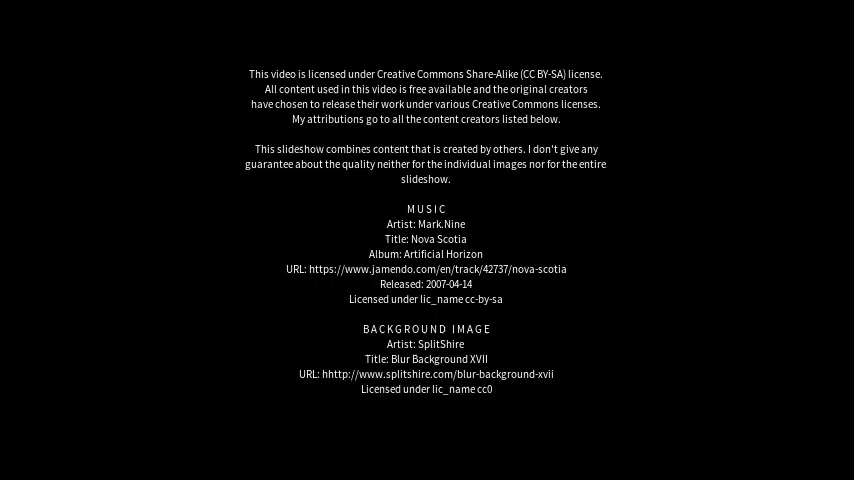 This video is licensed under Creative Commons Share-Alike (CC BY-SA) license.
All content used in this video is free available and the original creators
have chosen to release their work under various Creative Commons licenses.
My attributions go to all the content creators listed below.
This slideshow combines content that is created by others. I don't give any
guarantee about the quality neither for the individual images nor for the entire
slideshow.
MUSIC
Artist: Mark.Nine
Title: Nova Scotia
Album: Artificial Horizon
URL: https://www.jamendo.com/en/track/42737/nova-scotia
Released: 2007-04-14
Licensed under lic_name cc-by-sa
BACKGROUND IMAGE
Artist: SplitShire
Title: Blur Background XVII
URL: hhttp://www.splitshire.com/blur-background-xvii
Licensed under lic_name cc0